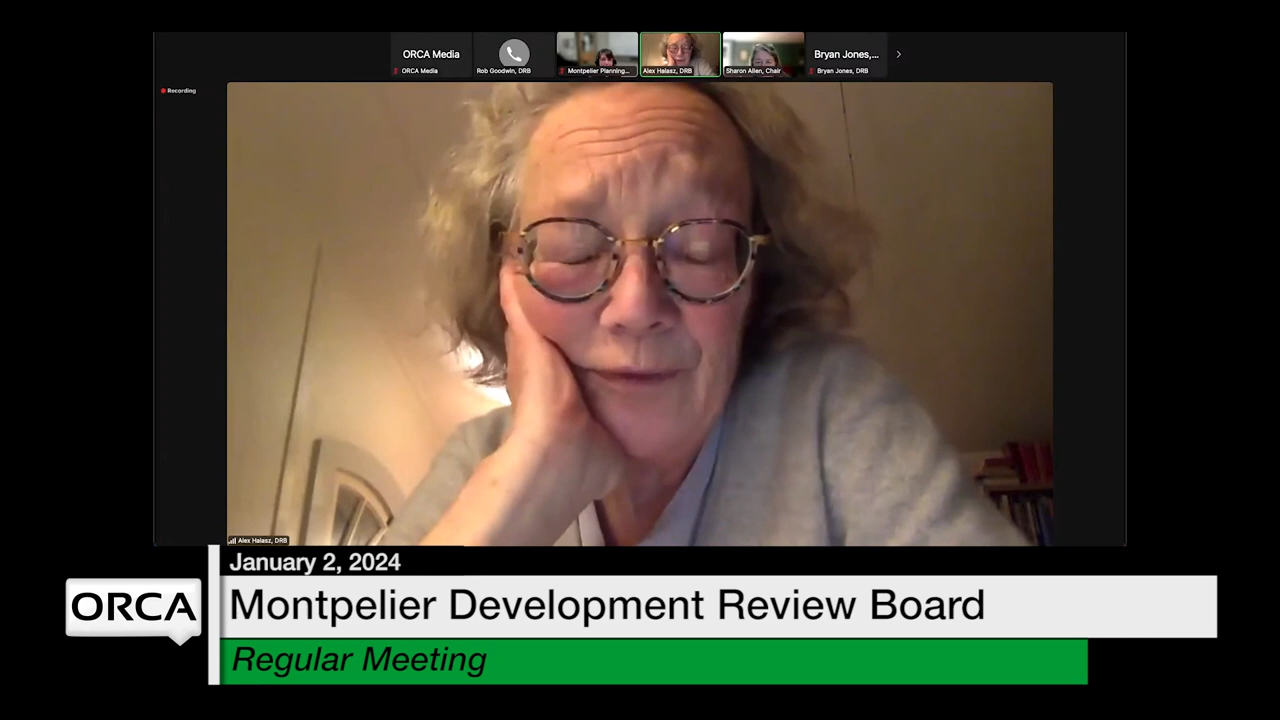 ORCA Media
ORCA Media
Rob Goodwin, DRB
Montpelier Planning...
Alex Halasz, DRB
Sharon Allen, Chair
Bryan Jones,...
Bryan Jones, DRB
Recording
Alex Halasz, DRB
January 2, 2024
ORCA
Montpelier Development Review Board
Regular Meeting